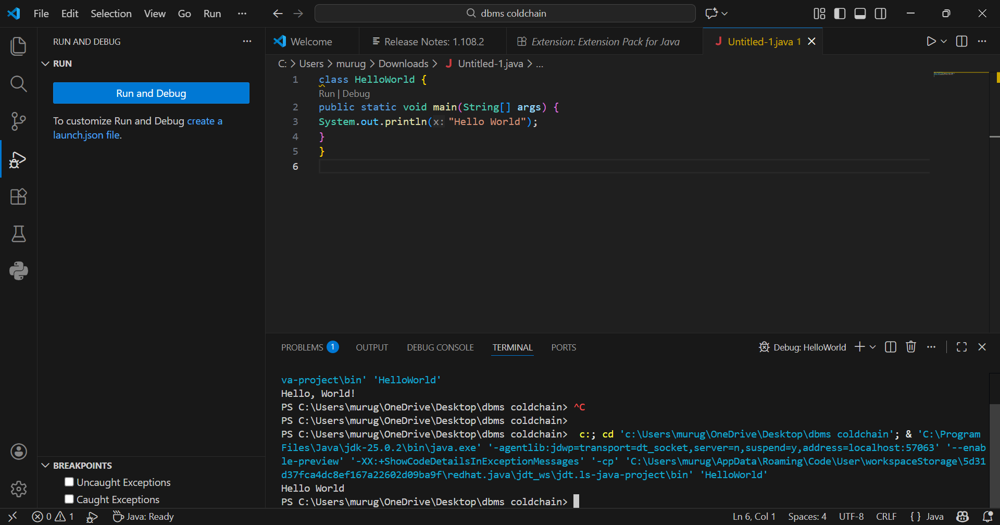 File Edit Selection View Go Run ···
dbms coldchain
RUN AND DEBUG ···
RUN
Run and Debug
To customize Run and Debug create a
launch.json file.
BREAKPOINTS
Uncaught Exceptions
Caught Exceptions
Welcome
Release Notes: 1.108.2
Extension: Extension Pack for Java
J Untitled-1.java 1
C: > Users > murug > Downloads > J Untitled-1.java > ...
1 class HelloWorld {
Run | Debug
2 public static void main(String[] args) {
3 System.out.println(x: "Hello World");
4 }
5 }
6
PROBLEMS 1 OUTPUT DEBUG CONSOLE TERMINAL PORTS
Debug: HelloWorld
va-project\bin' 'HelloWorld'
Hello, World!
PS C:\Users\murug\OneDrive\Desktop\dbms coldchain> ^C
PS C:\Users\murug\OneDrive\Desktop\dbms coldchain>
PS C:\Users\murug\OneDrive\Desktop\dbms coldchain>  c:; cd 'c:\Users\murug\OneDrive\Desktop\dbms coldchain'; & 'C:\Program
Files\Java\jdk-25.0.2\bin\java.exe' '-agentlib:jdwp=transport=dt_socket,server=n,suspend=y,address=localhost:57063' '--enab
le-preview' '-XX:+ShowCodeDetailsInExceptionMessages' '-cp' 'C:\Users\murug\AppData\Roaming\Code\User\workspaceStorage\5d31
d37fca4dc8ef167a22602d09ba9f\redhat.java\jdt_ws\jdt.ls-java-project\bin' 'HelloWorld'
Hello World
PS C:\Users\murug\OneDrive\Desktop\dbms coldchain>
0 1 Java: Ready
Ln 6, Col 1 Spaces: 4 UTF-8 CRLF { } Java